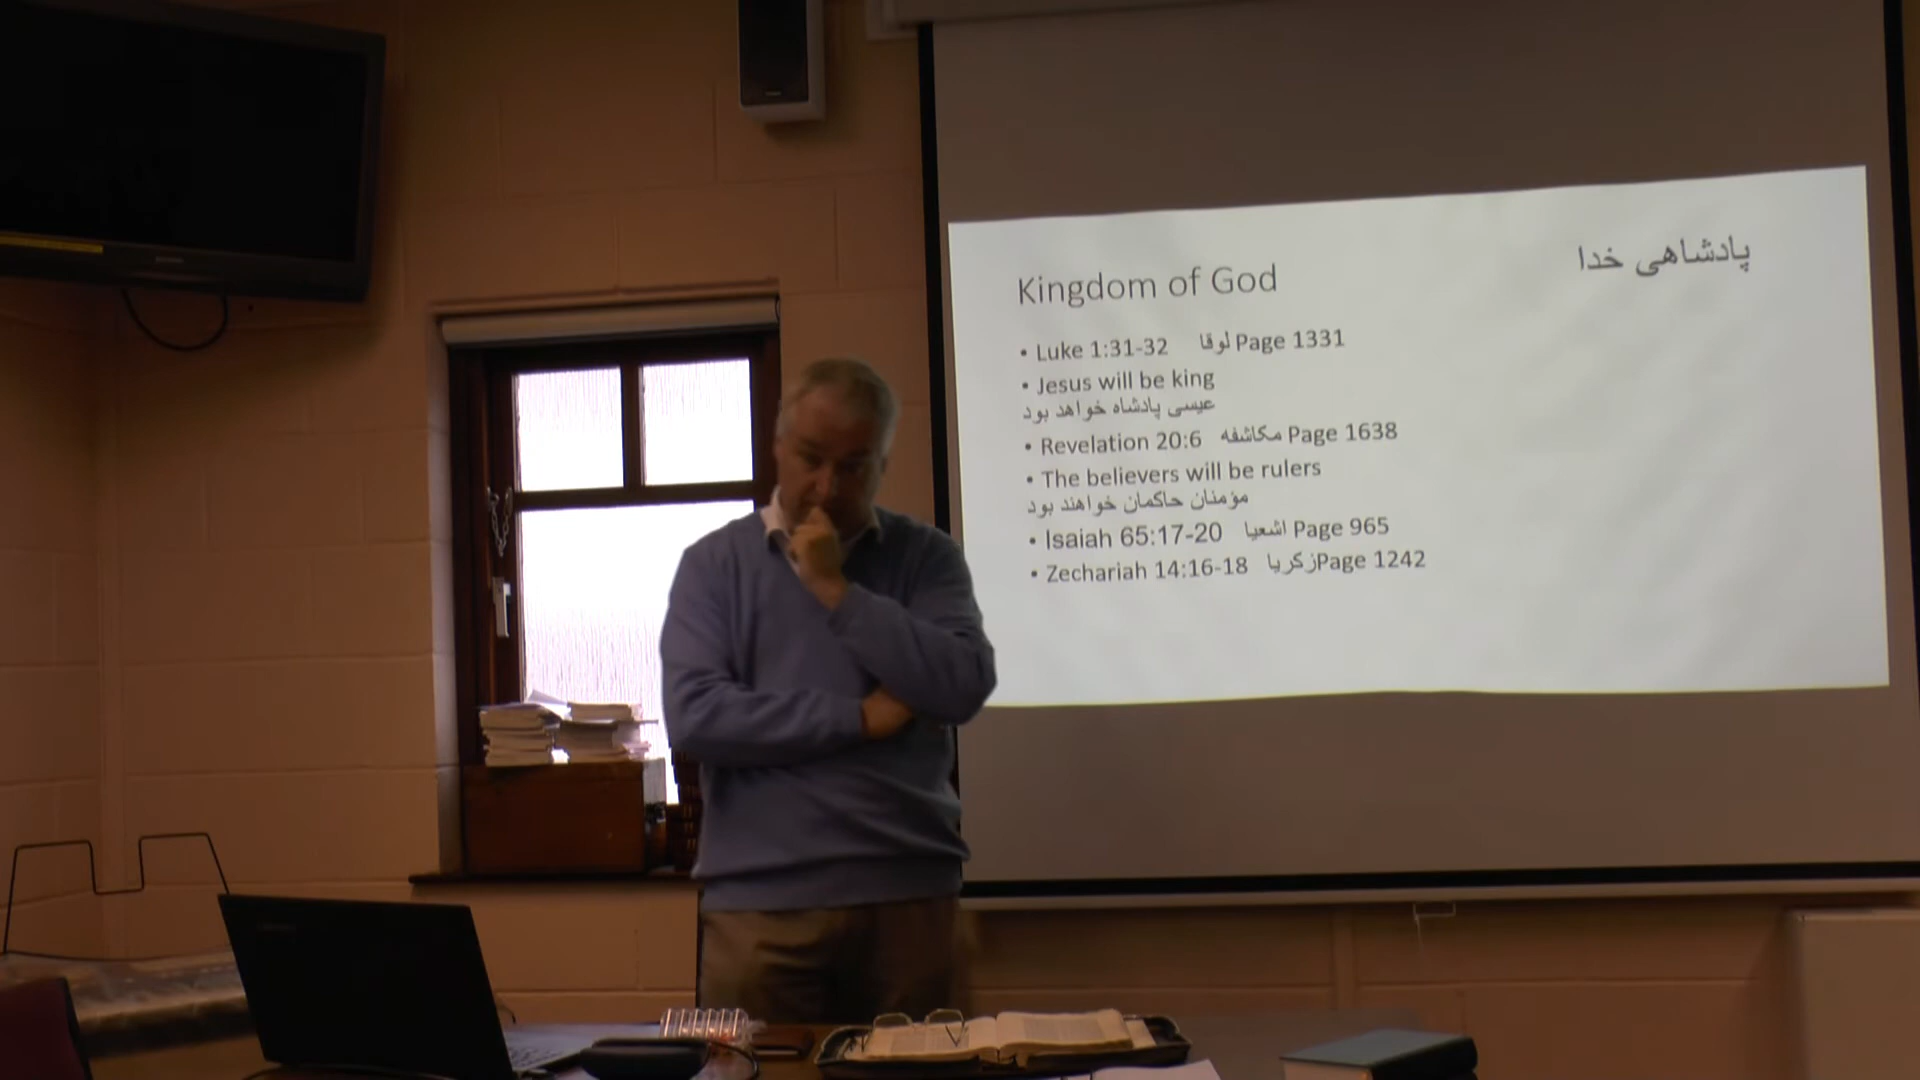 Kingdom of God
پادشاهی خدا
• Luke 1:31-32 لوقا Page 1331
• Jesus will be king
عیسی پادشاه خواهد بود
• Revelation 20:6 مکاشفه Page 1638
• The believers will be rulers
مؤمنان حاکمان خواهند بود
• Isaiah 65:17-20 اشعیا Page 965
• Zechariah 14:16-18 زکریا Page 1242